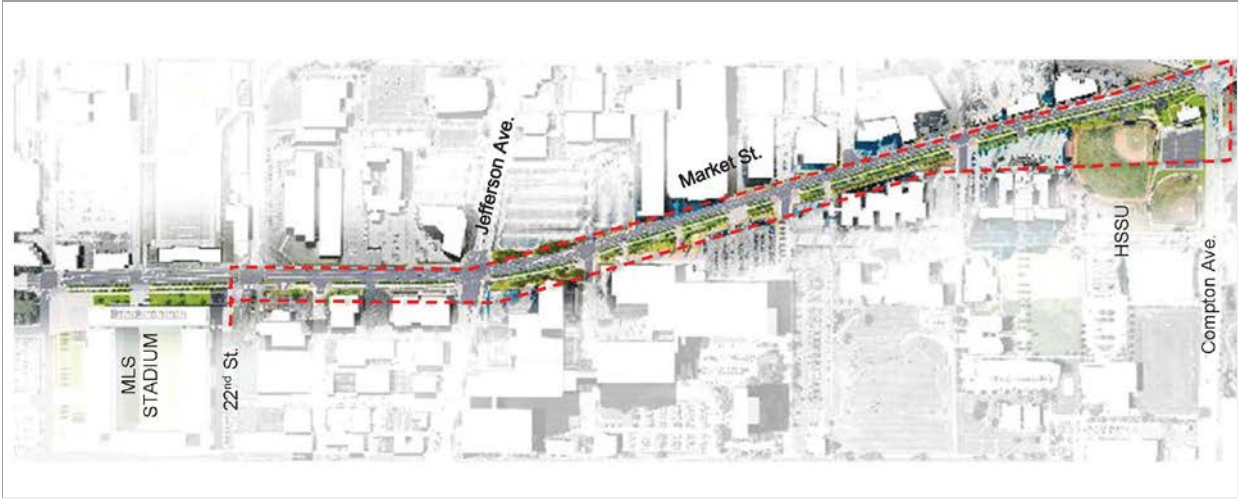 MLS
STADIUM
22nd St.
Jefferson Ave.
Market St.
HSSU
Compton Ave.